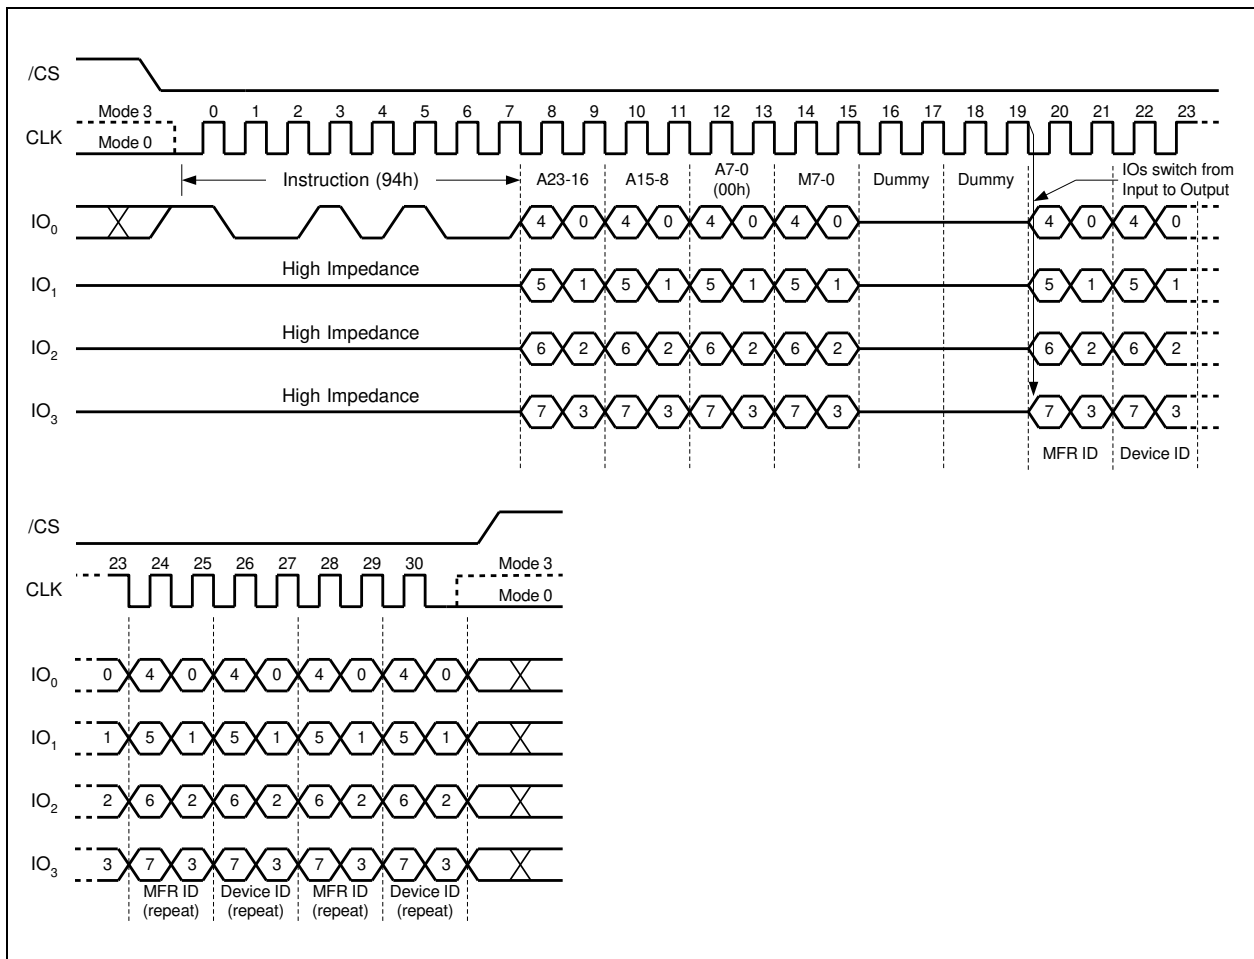 /CS
Mode 3 0 1 2 3 4 5 6 7 8 9 10 11 12 13 14 15 16 17 18 19 20 21 22 23
CLK Mode 0
Instruction (94h) A23-16 A15-8 A7-0 (00h) M7-0 Dummy Dummy IOs switch from
Input to Output
IO0 4 0 4 0 4 0 4 0 4 0 4 0
High Impedance
IO1 5 1 5 1 5 1 5 1 5 1 5 1
High Impedance
IO2 6 2 6 2 6 2 6 2 6 2 6 2
High Impedance
IO3 7 3 7 3 7 3 7 3 7 3 7 3
MFR ID Device ID
/CS
23 24 25 26 27 28 29 30 Mode 3
CLK Mode 0
IO0 0 4 0 4 0 4 0 4 0
IO1 1 5 1 5 1 5 1 5 1
IO2 2 6 2 6 2 6 2 6 2
IO3 3 7 3 7 3 7 3 7 3
MFR ID Device ID MFR ID Device ID
(repeat) (repeat) (repeat) (repeat)